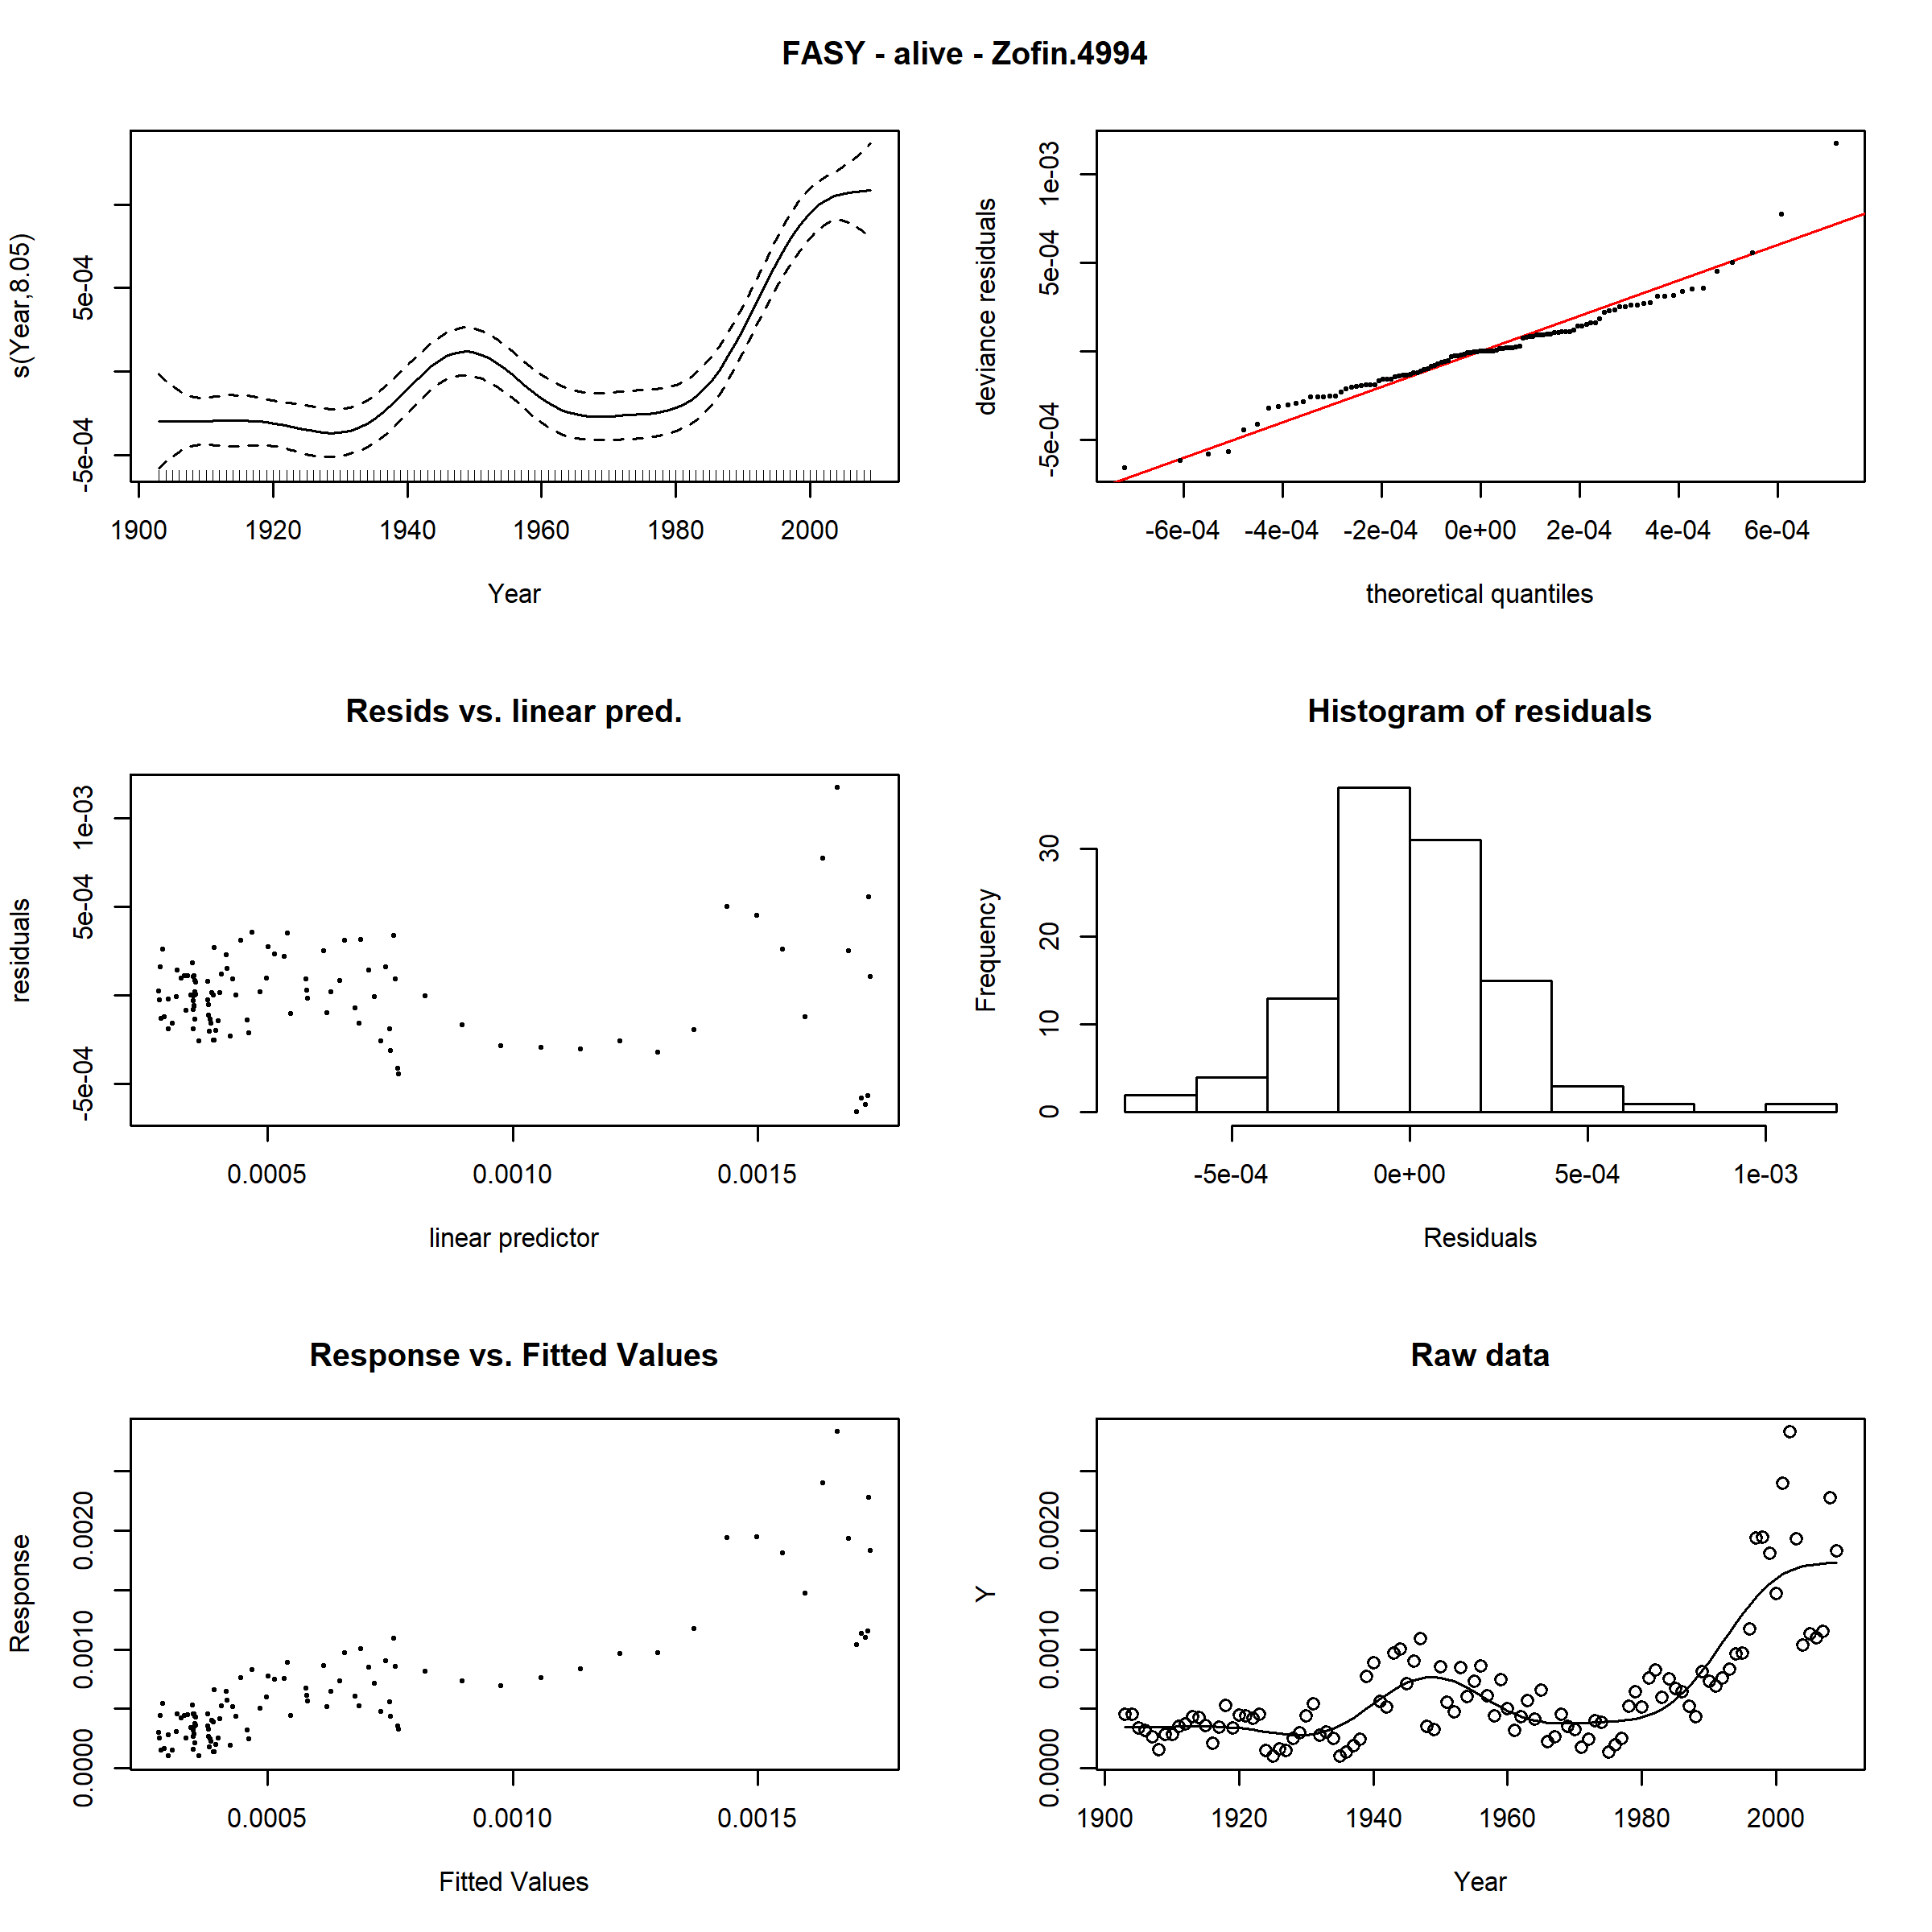 FASY - alive - Zofin.4994
s(Year,8.05)
-5e-04
5e-04
1900 1920 1940 1960 1980 2000
Year
deviance residuals
-5e-04
5e-04
1e-03
-6e-04 -4e-04 -2e-04 0e+00 2e-04 4e-04 6e-04
theoretical quantiles
Resids vs. linear pred.
residuals
-5e-04
5e-04
1e-03
0.0005 0.0010 0.0015
linear predictor
Histogram of residuals
Frequency
0 10 20 30
-5e-04 0e+00 5e-04 1e-03
Residuals
Response vs. Fitted Values
Response
0.0000 0.0010 0.0020
0.0005 0.0010 0.0015
Fitted Values
Raw data
Y
0.0000 0.0010 0.0020
1900 1920 1940 1960 1980 2000
Year